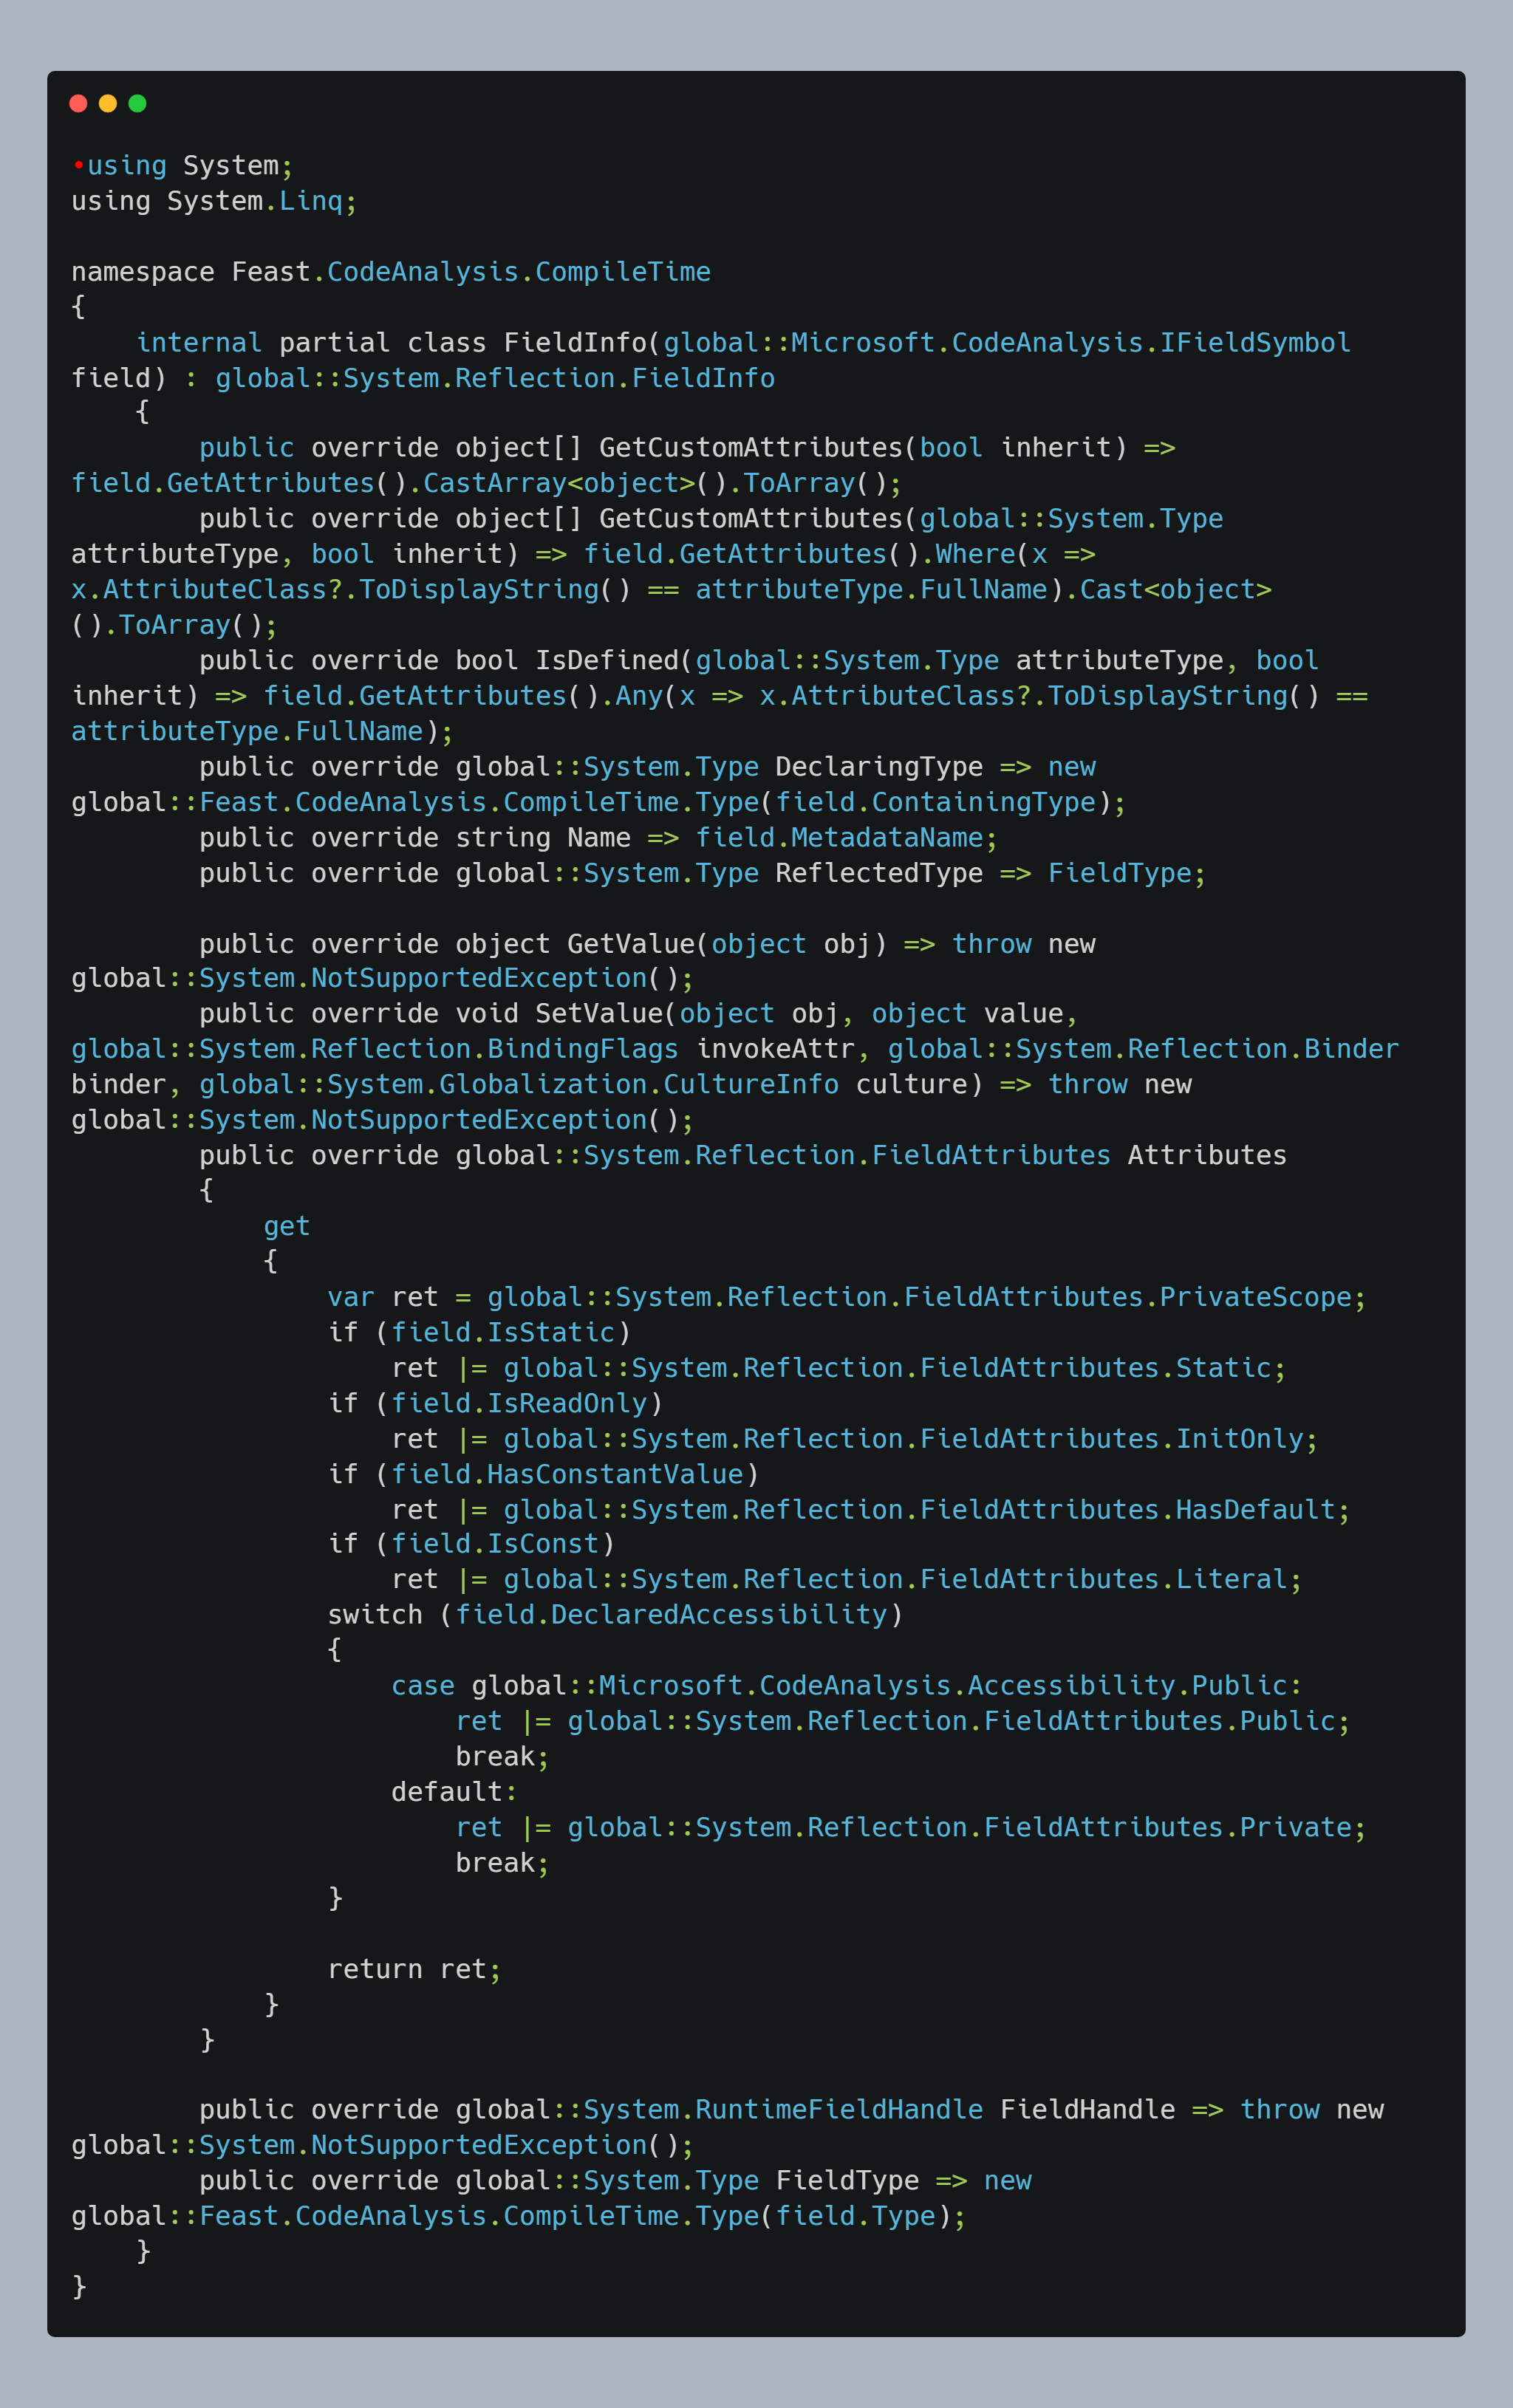 •using System;
using System.Linq;

namespace Feast.CodeAnalysis.CompileTime
{
    internal partial class FieldInfo(global::Microsoft.CodeAnalysis.IFieldSymbol
field) : global::System.Reflection.FieldInfo
    {
        public override object[] GetCustomAttributes(bool inherit) =>
field.GetAttributes().CastArray<object>().ToArray();
        public override object[] GetCustomAttributes(global::System.Type
attributeType, bool inherit) => field.GetAttributes().Where(x =>
x.AttributeClass?.ToDisplayString() == attributeType.FullName).Cast<object>
().ToArray();
        public override bool IsDefined(global::System.Type attributeType, bool
inherit) => field.GetAttributes().Any(x => x.AttributeClass?.ToDisplayString() ==
attributeType.FullName);
        public override global::System.Type DeclaringType => new
global::Feast.CodeAnalysis.CompileTime.Type(field.ContainingType);
        public override string Name => field.MetadataName;
        public override global::System.Type ReflectedType => FieldType;

        public override object GetValue(object obj) => throw new
global::System.NotSupportedException();
        public override void SetValue(object obj, object value,
global::System.Reflection.BindingFlags invokeAttr, global::System.Reflection.Binder
binder, global::System.Globalization.CultureInfo culture) => throw new
global::System.NotSupportedException();
        public override global::System.Reflection.FieldAttributes Attributes
        {
            get
            {
                var ret = global::System.Reflection.FieldAttributes.PrivateScope;
                if (field.IsStatic)
                    ret |= global::System.Reflection.FieldAttributes.Static;
                if (field.IsReadOnly)
                    ret |= global::System.Reflection.FieldAttributes.InitOnly;
                if (field.HasConstantValue)
                    ret |= global::System.Reflection.FieldAttributes.HasDefault;
                if (field.IsConst)
                    ret |= global::System.Reflection.FieldAttributes.Literal;
                switch (field.DeclaredAccessibility)
                {
                    case global::Microsoft.CodeAnalysis.Accessibility.Public:
                        ret |= global::System.Reflection.FieldAttributes.Public;
                        break;
                    default:
                        ret |= global::System.Reflection.FieldAttributes.Private;
                        break;
                }

                return ret;
            }
        }

        public override global::System.RuntimeFieldHandle FieldHandle => throw new
global::System.NotSupportedException();
        public override global::System.Type FieldType => new
global::Feast.CodeAnalysis.CompileTime.Type(field.Type);
    }
}